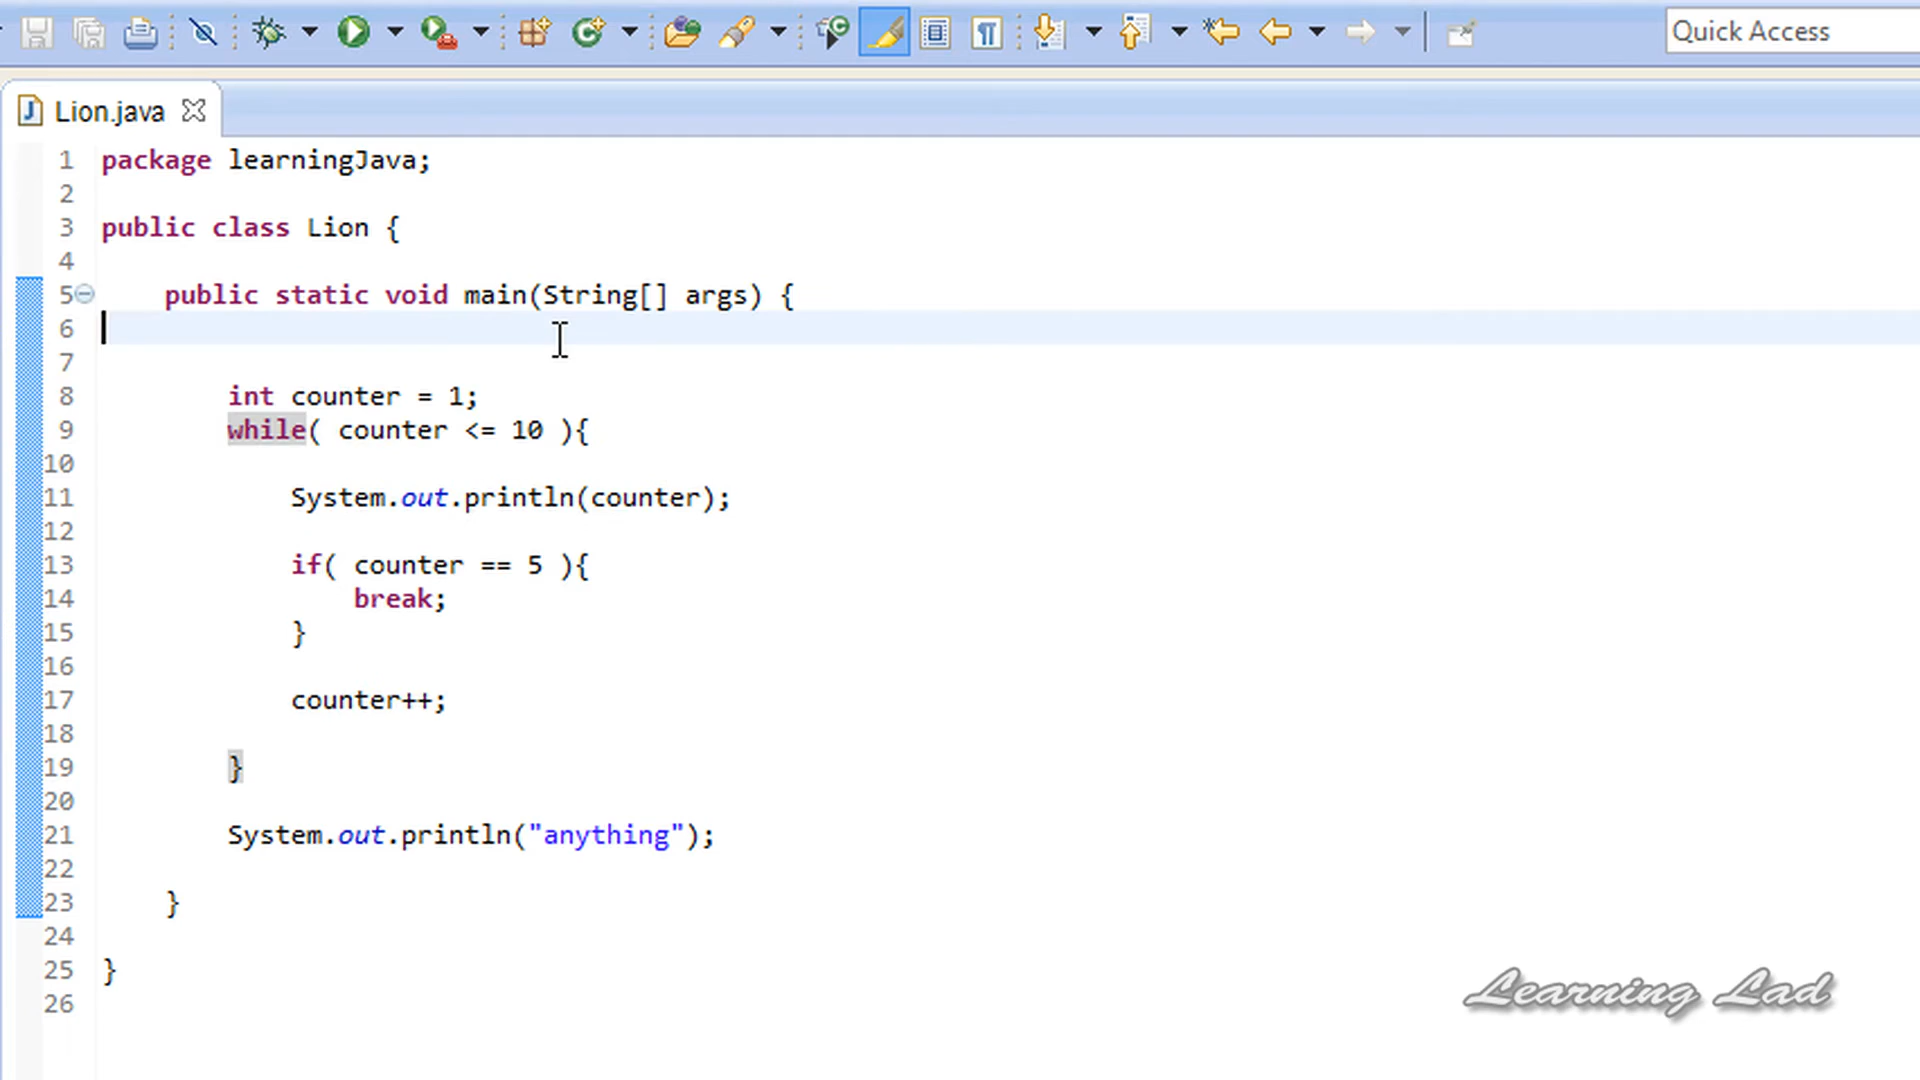 Quick Access
Lion.java
1 package learningJava;
2
3 public class Lion {
4
5 public static void main(String[] args) {
6
7
8 int counter = 1;
9 while( counter <= 10 ){
10
11 System.out.println(counter);
12
13 if( counter == 5 ){
14 break;
15 }
16
17 counter++;
18
19 }
20
21 System.out.println("anything");
22
23 }
24
25 }
26
Learning Lad